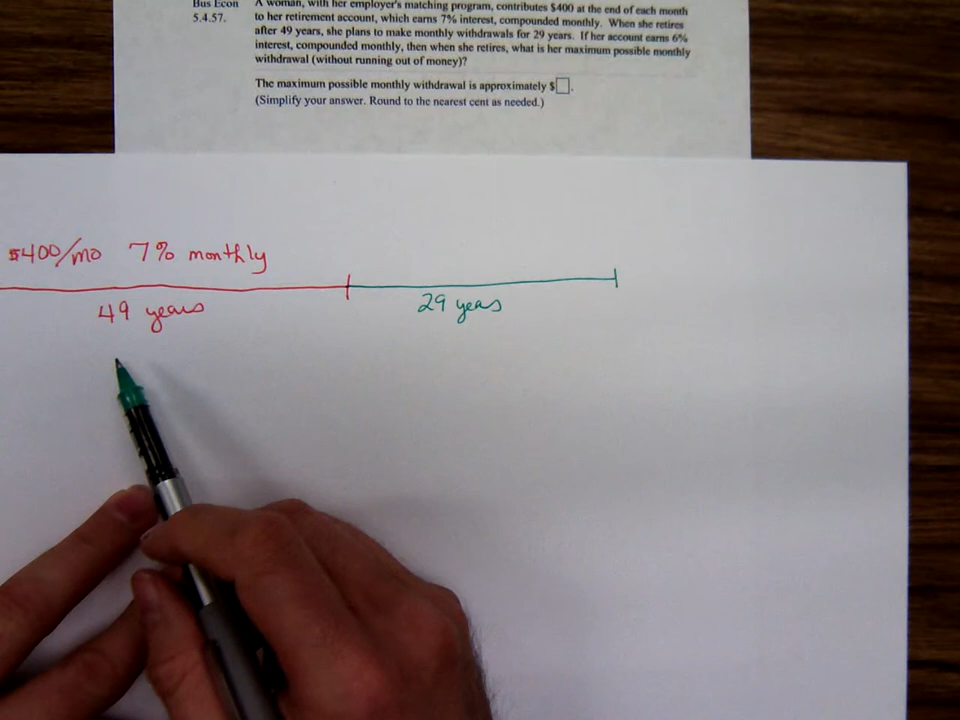 Bus Econ A woman, with her employer's matching program, contributes $400 at the end of each month
5.4.57. to her retirement account, which earns 7% interest, compounded monthly. When she retires
after 49 years, she plans to make monthly withdrawals for 29 years. If her account earns 6%
interest, compounded monthly, then when she retires, what is her maximum possible monthly
withdrawal (without running out of money)?
The maximum possible monthly withdrawal is approximately $☐.
(Simplify your answer. Round to the nearest cent as needed.)
$400/mo 7% monthly
49 years 29 years